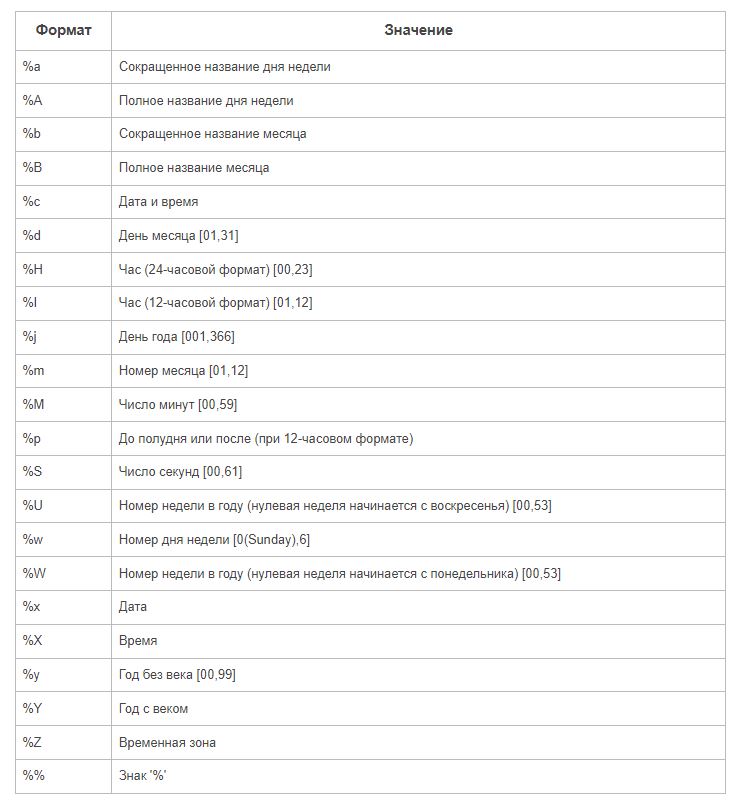 Формат Значение
%a Сокращенное название дня недели
%A Полное название дня недели
%b Сокращенное название месяца
%B Полное название месяца
%c Дата и время
%d День месяца [01,31]
%H Час (24-часовой формат) [00,23]
%I Час (12-часовой формат) [01,12]
%j День года [001,366]
%m Номер месяца [01,12]
%M Число минут [00,59]
%p До полудня или после (при 12-часовом формате)
%S Число секунд [00,61]
%U Номер недели в году (нулевая неделя начинается с воскресенья) [00,53]
%w Номер дня недели [0(Sunday),6]
%W Номер недели в году (нулевая неделя начинается с понедельника) [00,53]
%x Дата
%X Время
%y Год без века [00,99]
%Y Год с веком
%Z Временная зона
%% Знак '%'